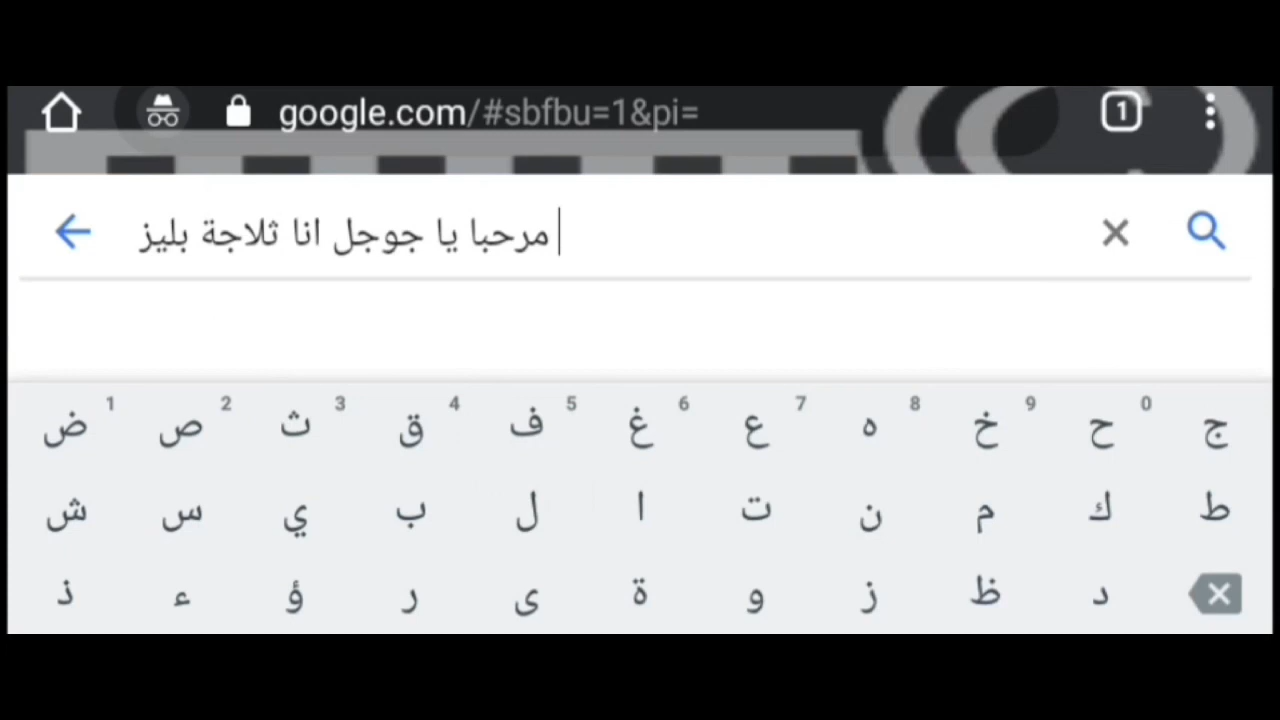 google.com/#sbfbu=1&pi=
1
مرحبا يا جوجل انا ثلاجة بليز
1 2 3 4 5 6 7 8 9 0
ض ص ث ق ف غ ع ه خ ح ج
ش س ي ب ل ا ت ن م ك ط
ذ ء ؤ ر ى ة و ز ظ د